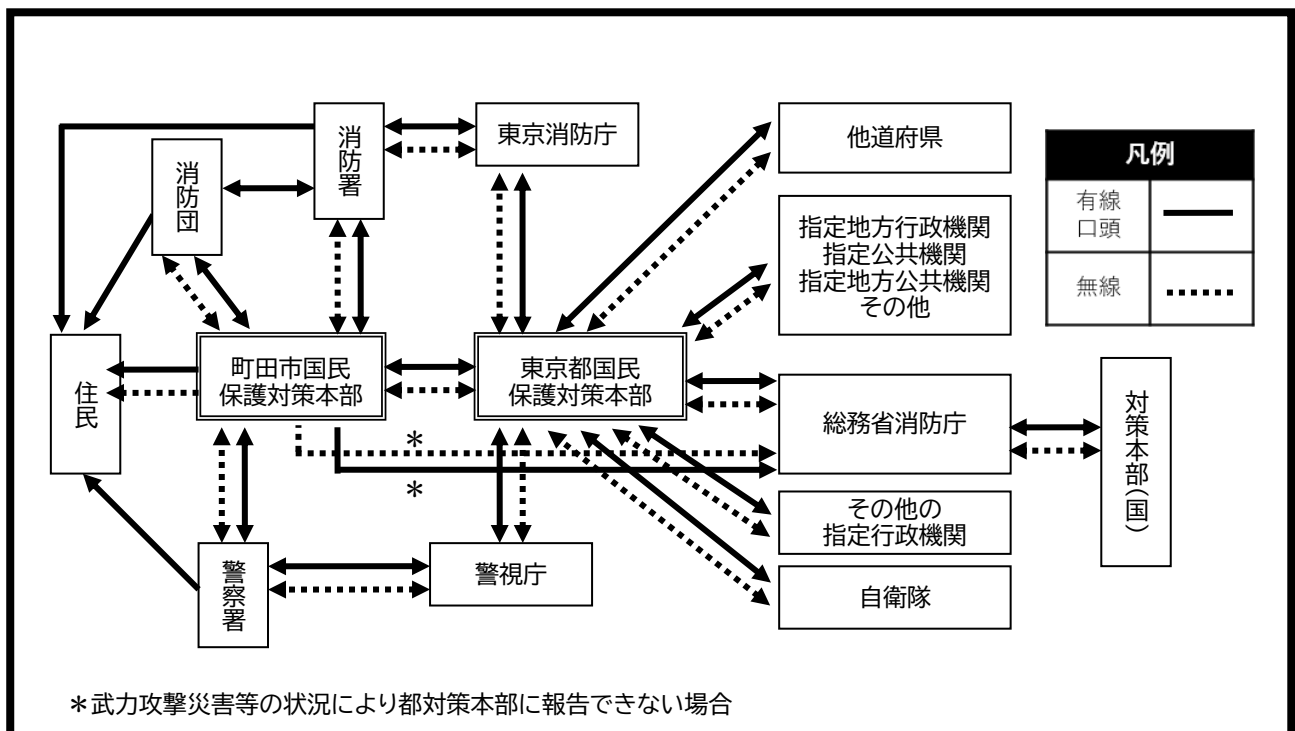 消防署
東京消防庁
他道府県
凡例
有線
口頭
無線
消防団
指定地方行政機関
指定公共機関
指定地方公共機関
その他
住民
町田市国民
保護対策本部
東京都国民
保護対策本部
総務省消防庁
対策本部(国)
*
*
その他の
指定行政機関
警察署
警視庁
自衛隊
*武力攻撃災害等の状況により都対策本部に報告できない場合